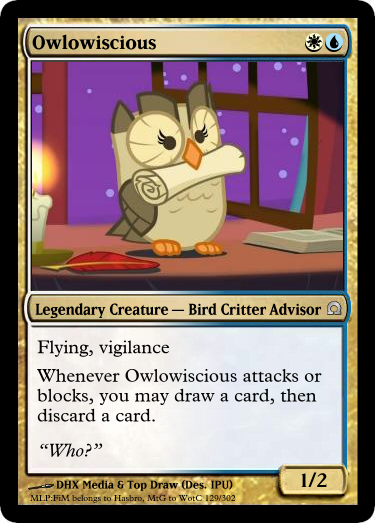 Owlowiscious
Legendary Creature — Bird Critter Advisor
Flying, vigilance
Whenever Owlowiscious attacks or
blocks, you may draw a card, then
discard a card.
“Who?”
DHX Media & Top Draw (Des. IPU)
1/2
MLP:FiM belongs to Hasbro, MtG to WotC 129/302